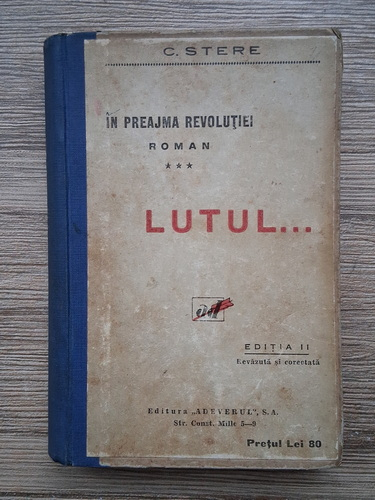 C. STERE
ÎN PREAJMA REVOLUȚIEI
ROMAN
***
LUTUL...
ad
EDIȚIA II
Revăzută și corectată
Editura „ADEVERUL", S.A.
Str. Const. Mille 5—9
Prețul Lei 80